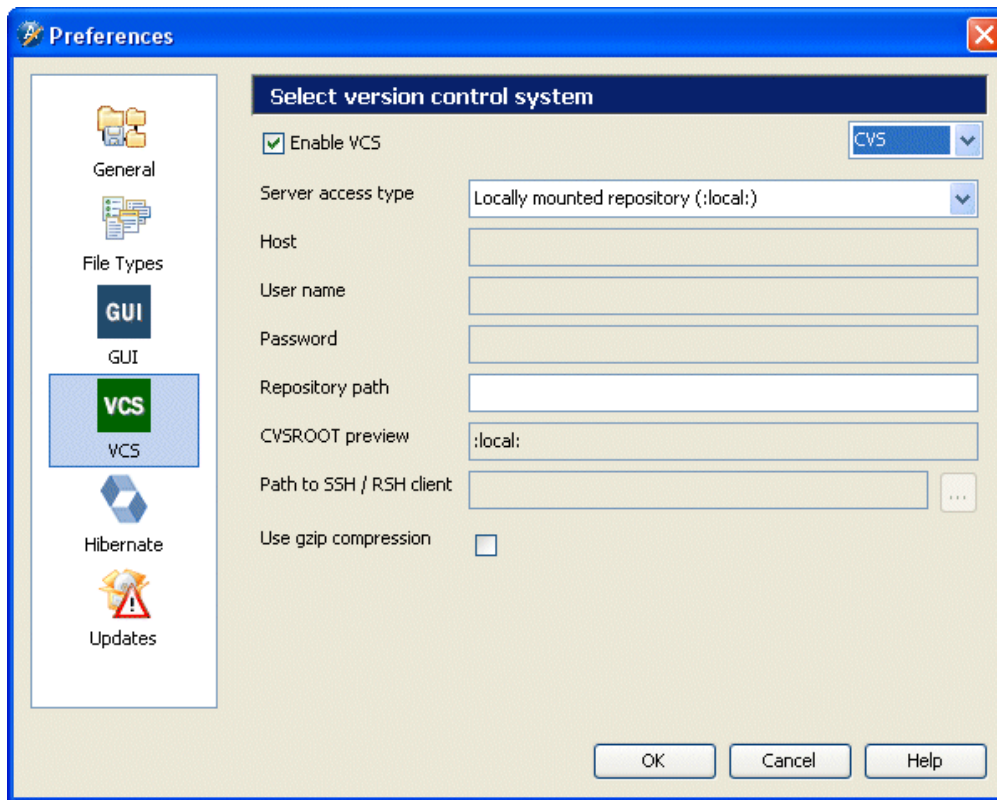 Preferences
General
File Types
GUI
GUI
VCS
VCS
Hibernate
Updates
Select version control system
Enable VCS
CVS
Server access type
Locally mounted repository (:local:)
Host
User name
Password
Repository path
CVSROOT preview
:local:
Path to SSH / RSH client
...
Use gzip compression
OK
Cancel
Help